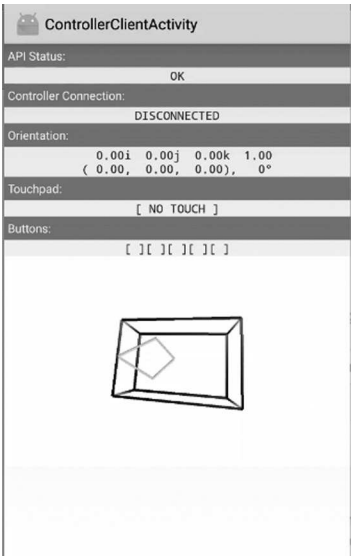 ControllerClientActivity
API Status:
OK
Controller Connection:
DISCONNECTED
Orientation:
0.00i 0.00j 0.00k 1.00
( 0.00, 0.00, 0.00), 0°
Touchpad:
[ NO TOUCH ]
Buttons:
[ ][ ][ ][ ][ ]